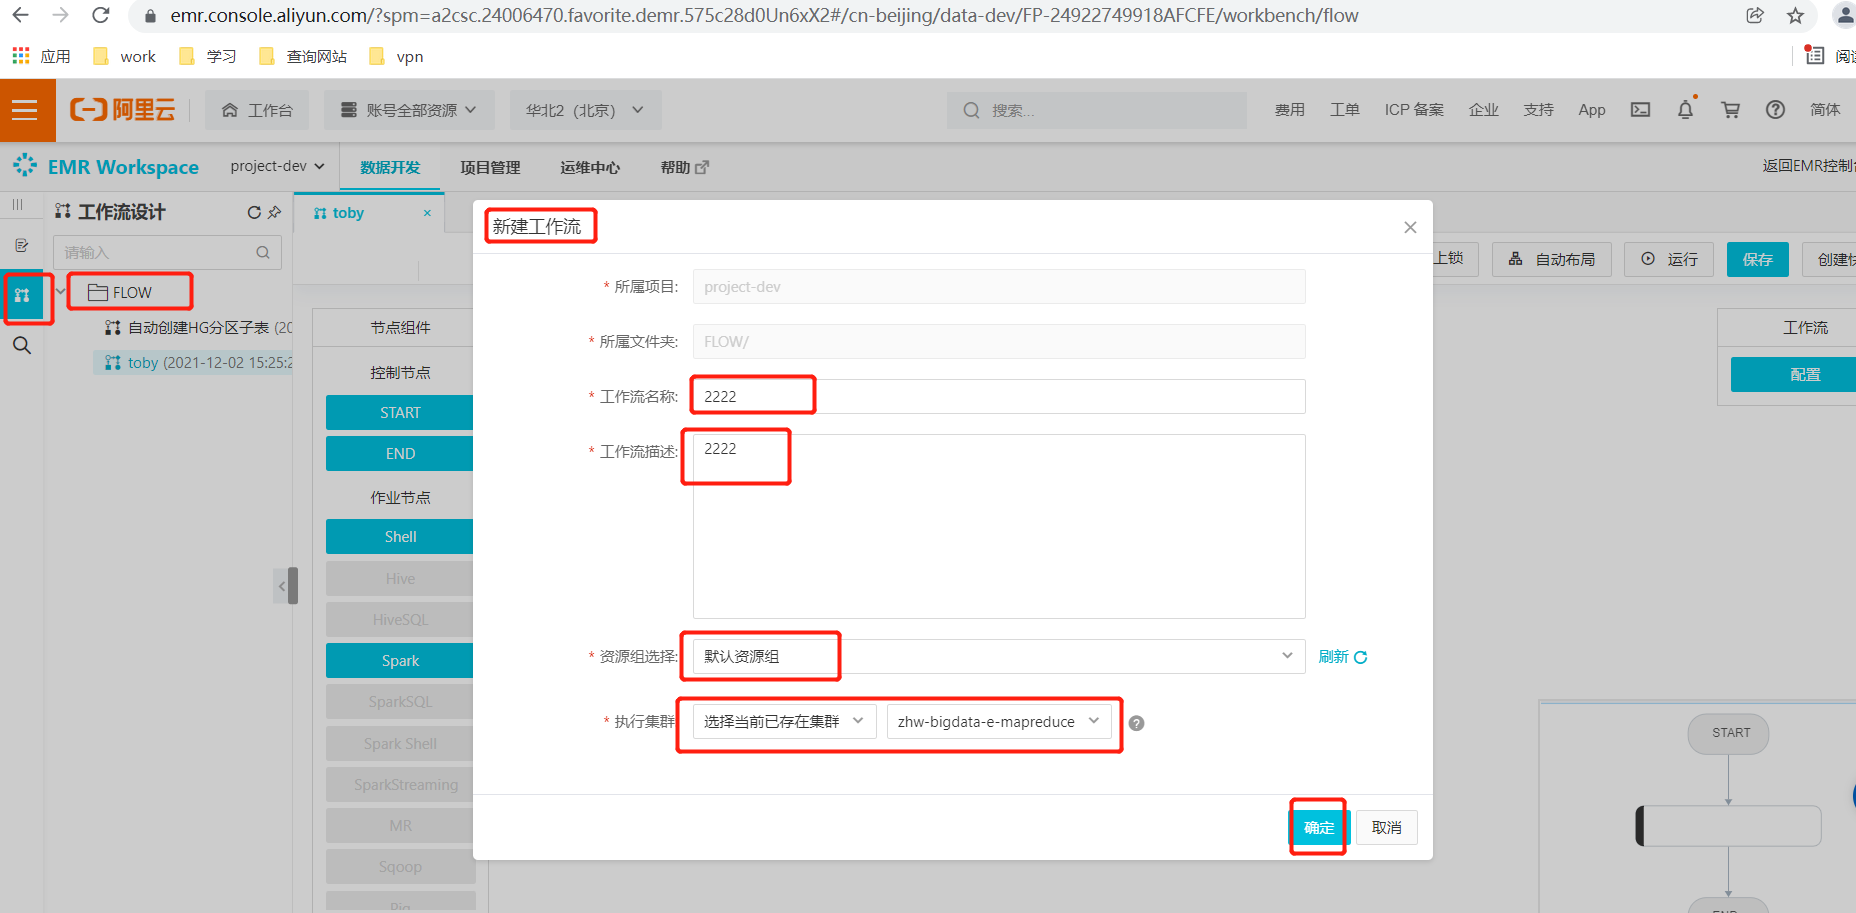 emr.console.aliyun.com/?spm=a2csc.24006470.favorite.demr.575c28d0Un6xX2#/cn-beijing/data-dev/FP-24922749918AFCFE/workbench/flow
应用 work 学习 查询网站 vpn
阿里云 工作台 账号全部资源 华北2（北京） 搜索... 费用 工单 ICP 备案 企业 支持 App 简体
EMR Workspace project-dev 数据开发 项目管理 运维中心 帮助 返回EMR控制台
工作流设计 toby ×
请输入
FLOW
自动创建HG分区子表 (20
toby (2021-12-02 15:25:2
上锁 自动布局 运行 保存 创建快
节点组件
控制节点
START
END
作业节点
Shell
Hive
HiveSQL
Spark
SparkSQL
Spark Shell
SparkStreaming
MR
Sqoop
Pig
新建工作流
* 所属项目: project-dev
* 所属文件夹: FLOW/
* 工作流名称: 2222
* 工作流描述: 2222
* 资源组选择: 默认资源组 刷新
* 执行集群 选择当前已存在集群 zhw-bigdata-e-mapreduce ?
确定 取消
工作流
配置
START